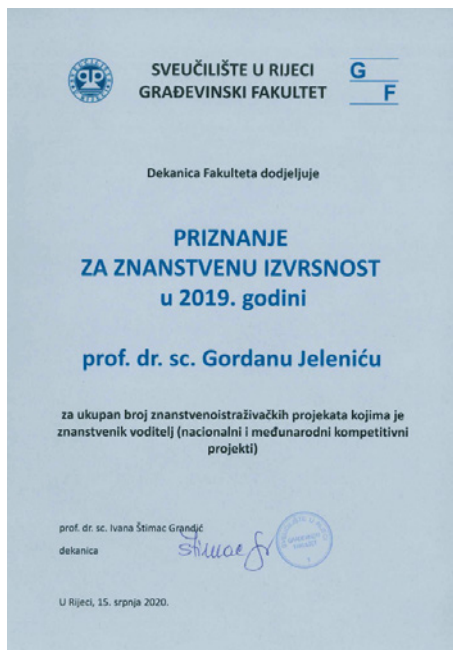 SVEUČILIŠTE U RIJECI
GRAĐEVINSKI FAKULTET
G
F
Dekanica Fakulteta dodjeljuje
PRIZNANJE
ZA ZNANSTVENU IZVRSNOST
u 2019. godini
prof. dr. sc. Gordanu Jeleniću
za ukupan broj znanstvenoistraživačkih projekata kojima je
znanstvenik voditelj (nacionalni i međunarodni kompetitivni
projekti)
prof. dr. sc. Ivana Štimac Grandić
dekanica
U Rijeci, 15. srpnja 2020.